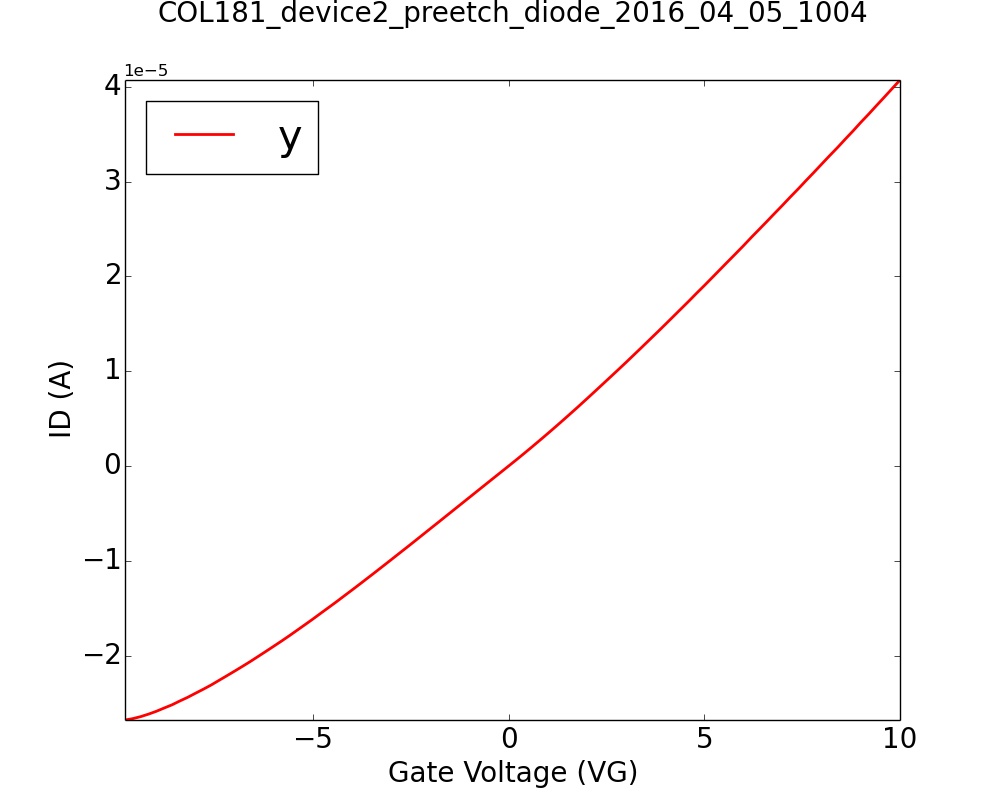 COL181_device2_preetch_diode_2016_04_05_1004
1e−5
4
3
2
1
0
−1
−2
y
ID (A)
−5 0 5 10
Gate Voltage (VG)